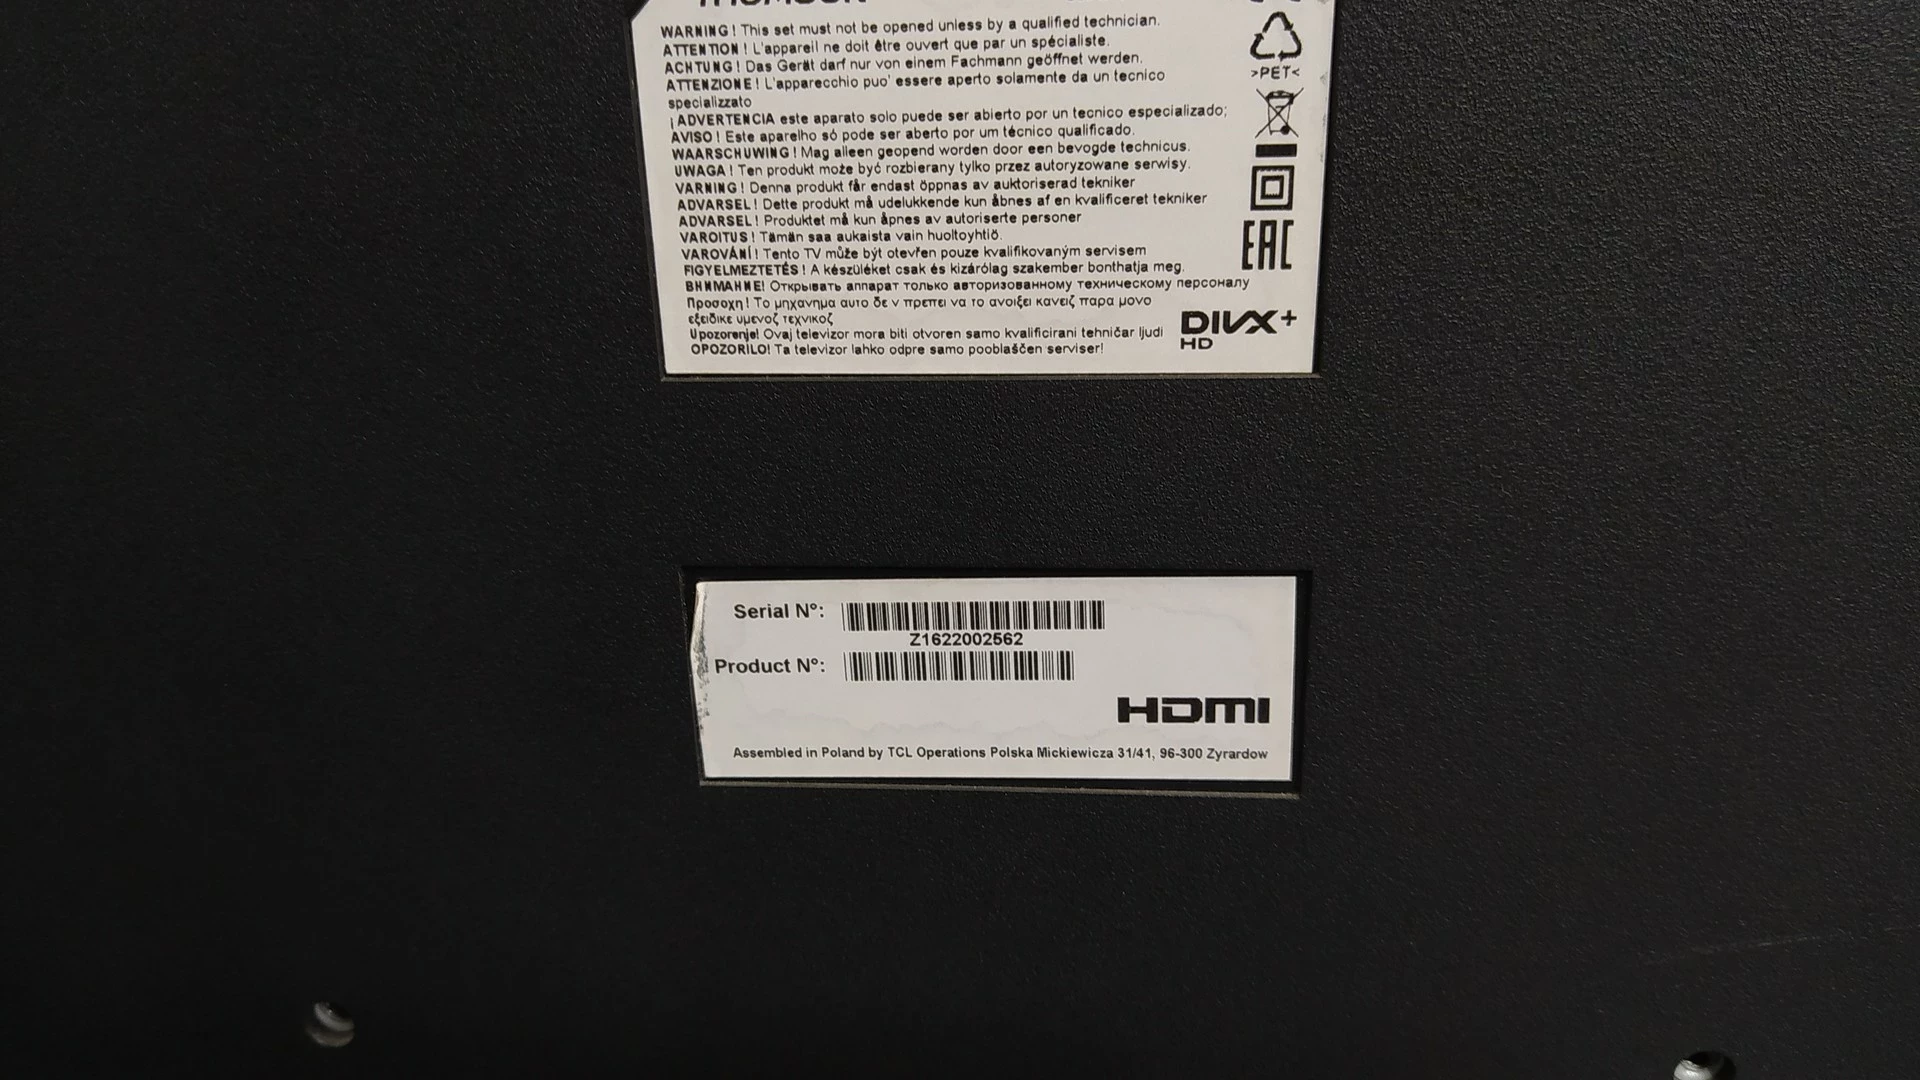 THOMSON
WARNING! This set must not be opened unless by a qualified technician.
ATTENTION ! L'appareil ne doit être ouvert que par un spécialiste.
ACHTUNG! Das Gerät darf nur von einem Fachmann geöffnet werden.
ATTENZIONE! L'apparecchio puo' essere aperto solamente da un tecnico
specializzato
¡ADVERTENCIA este aparato solo puede ser abierto por un tecnico especializado;
AVISO! Este aparelho só pode ser aberto por um técnico qualificado.
WAARSCHUWING! Mag alleen geopend worden door een bevogde technicus.
UWAGA! Ten produkt może być rozbierany tylko przez autoryzowane serwisy.
VARNING! Denna produkt får endast öppnas av auktoriserad tekniker
ADVARSEL! Dette produkt må udelukkende kun åbnes af en kvalificeret tekniker
ADVARSEL! Produktet må kun åpnes av autoriserte personer
VAROITUS! Tämän saa aukaista vain huoltoyhtiö.
VAROVÁNÍ! Tento TV může být otevřen pouze kvalifikovaným servisem
FIGYELMEZTETÉS! A készüléket csak és kizárólag szakember bonthatja meg.
ВНИМАНИЕ! Открывать аппарат только авторизованному техническому персоналу
Προσοχη! Το μηχανημα αυτο δε ν πρεπει να το ανοιξει κανειζ παρα μονο
εξειδικε υμενοζ τεχνικοζ
Upozorenje! Ovaj televizor mora biti otvoren samo kvalificirani tehničar ljudi
OPOZORILO! Ta televizor lahko odpre samo pooblaščen serviser!
>PET<
EAC
DIVX+
HD
Serial N°:
Z1622002562
Product N°:
HDMI
Assembled in Poland by TCL Operations Polska Mickiewicza 31/41, 96-300 Zyrardow